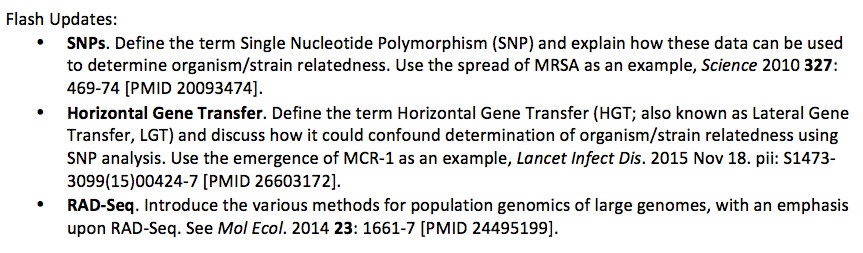 Flash Updates:
• SNPs. Define the term Single Nucleotide Polymorphism (SNP) and explain how these data can be used
to determine organism/strain relatedness. Use the spread of MRSA as an example, Science 2010 327:
469-74 [PMID 20093474].
• Horizontal Gene Transfer. Define the term Horizontal Gene Transfer (HGT; also known as Lateral Gene
Transfer, LGT) and discuss how it could confound determination of organism/strain relatedness using
SNP analysis. Use the emergence of MCR-1 as an example, Lancet Infect Dis. 2015 Nov 18. pii: S1473-
3099(15)00424-7 [PMID 26603172].
• RAD-Seq. Introduce the various methods for population genomics of large genomes, with an emphasis
upon RAD-Seq. See Mol Ecol. 2014 23: 1661-7 [PMID 24495199].